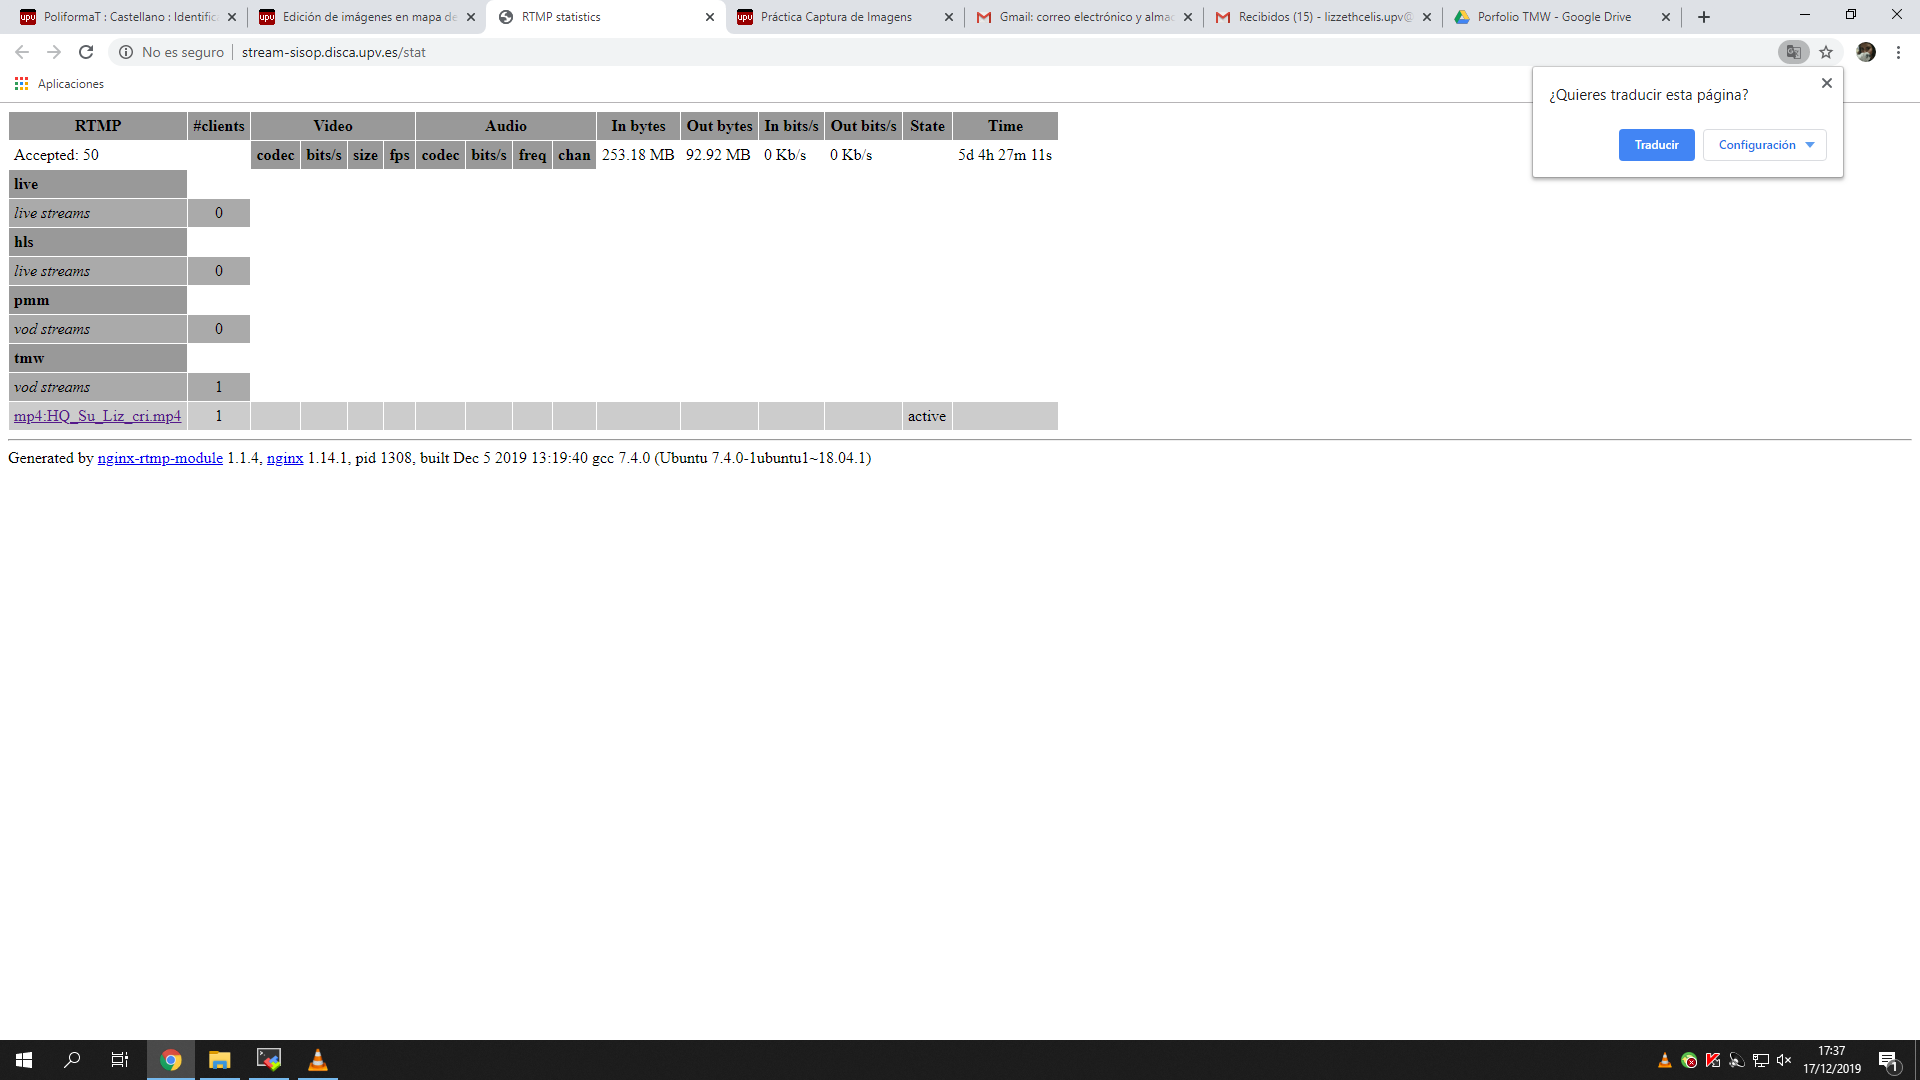 PoliformaT : Castellano : Identific
Edición de imágenes en mapa de
RTMP statistics
Práctica Captura de Imagens
Gmail: correo electrónico y almac
Recibidos (15) - lizzethcelis.upv@
Porfolio TMW - Google Drive
No es seguro
stream-sisop.disca.upv.es/stat
Aplicaciones
¿Quieres traducir esta página?
Traducir
Configuración
RTMP #clients Video Audio In bytes Out bytes In bits/s Out bits/s State Time
Accepted: 50 codec bits/s size fps codec bits/s freq chan 253.18 MB 92.92 MB 0 Kb/s 0 Kb/s 5d 4h 27m 11s
live
live streams 0
hls
live streams 0
pmm
vod streams 0
tmw
vod streams 1
mp4:HQ_Su_Liz_cri.mp4 1 active
Generated by nginx-rtmp-module 1.1.4, nginx 1.14.1, pid 1308, built Dec 5 2019 13:19:40 gcc 7.4.0 (Ubuntu 7.4.0-1ubuntu1~18.04.1)
17:37
17/12/2019
1